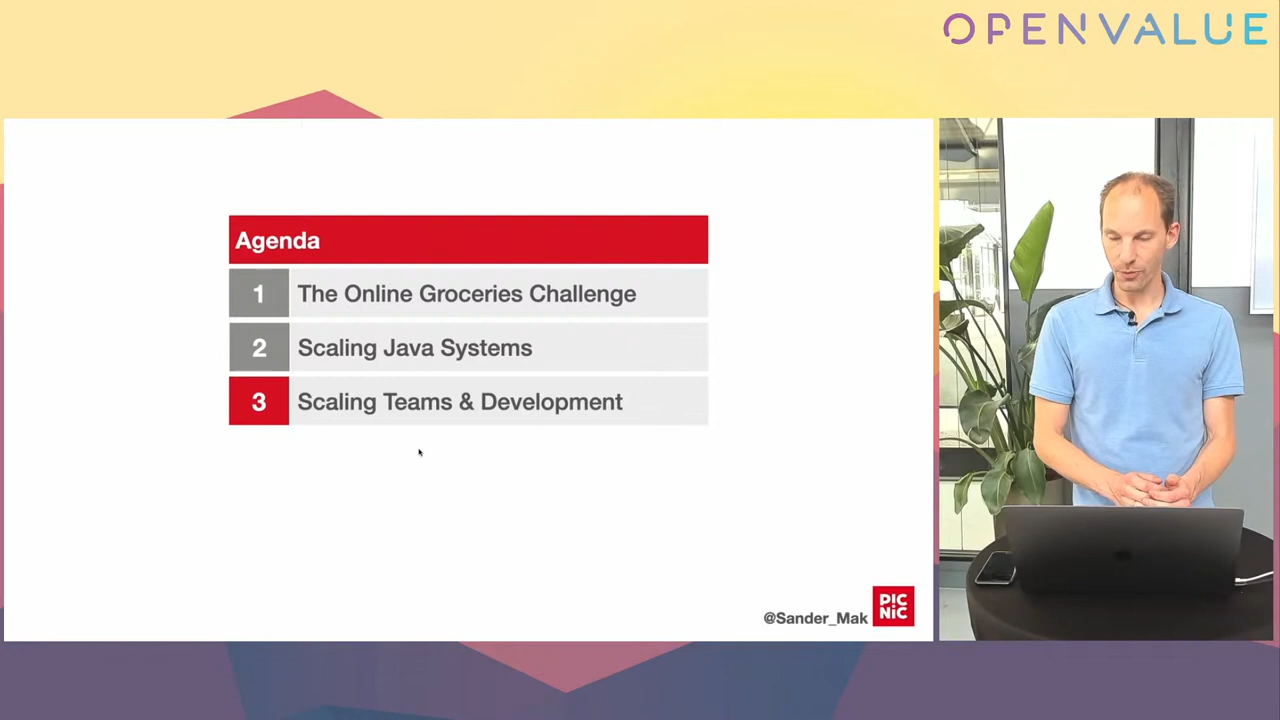 OPENVALUE
Agenda
1 The Online Groceries Challenge
2 Scaling Java Systems
3 Scaling Teams & Development
@Sander_Mak
PIC
NIC